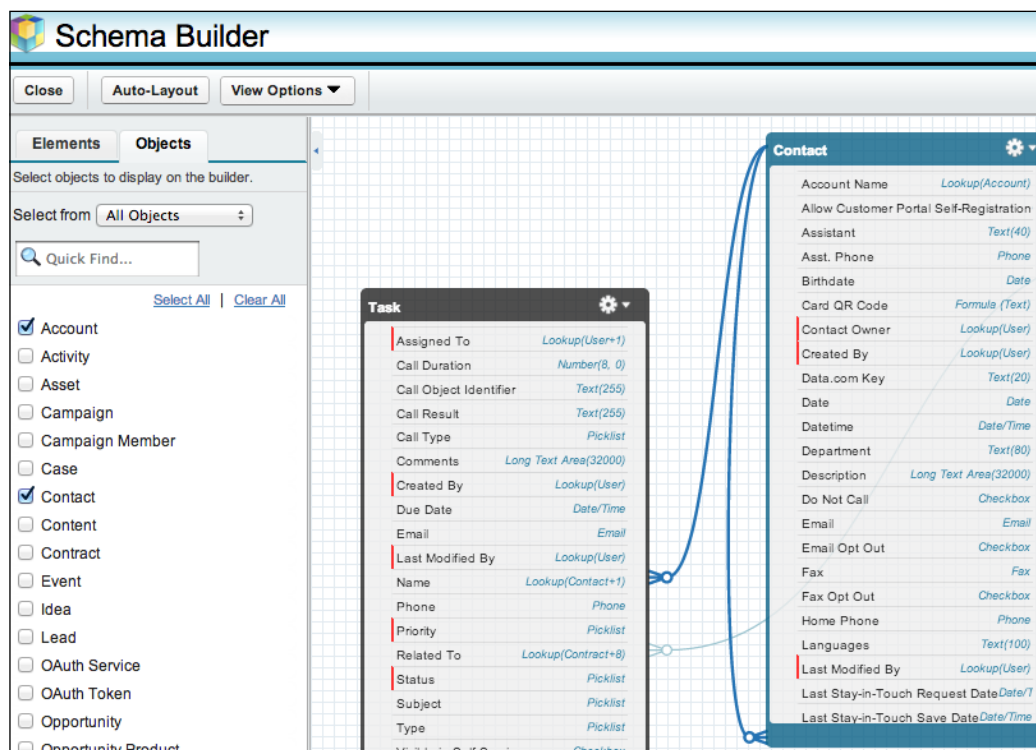 Schema Builder
Close Auto-Layout View Options
Elements Objects
Select objects to display on the builder.
Select from All Objects
Quick Find...
Select All | Clear All
Account
Activity
Asset
Campaign
Campaign Member
Case
Contact
Content
Contract
Event
Idea
Lead
OAuth Service
OAuth Token
Opportunity
Opportunity Product
Task
Assigned To Lookup(User+1)
Call Duration Number(8, 0)
Call Object Identifier Text(255)
Call Result Text(255)
Call Type Picklist
Comments Long Text Area(32000)
Created By Lookup(User)
Due Date Date/Time
Email Email
Last Modified By Lookup(User)
Name Lookup(Contact+1)
Phone Phone
Priority Picklist
Related To Lookup(Contract+8)
Status Picklist
Subject Picklist
Type Picklist
Checkbox
Contact
Account Name Lookup(Account)
Allow Customer Portal Self-Registration
Assistant Text(40)
Asst. Phone Phone
Birthdate Date
Card QR Code Formula (Text)
Contact Owner Lookup(User)
Created By Lookup(User)
Data.com Key Text(20)
Date Date
Datetime Date/Time
Department Text(80)
Description Long Text Area(32000)
Do Not Call Checkbox
Email Email
Email Opt Out Checkbox
Fax Fax
Fax Opt Out Checkbox
Home Phone Phone
Languages Text(100)
Last Modified By Lookup(User)
Last Stay-in-Touch Request Date Date/T
Last Stay-in-Touch Save Date Date/Time